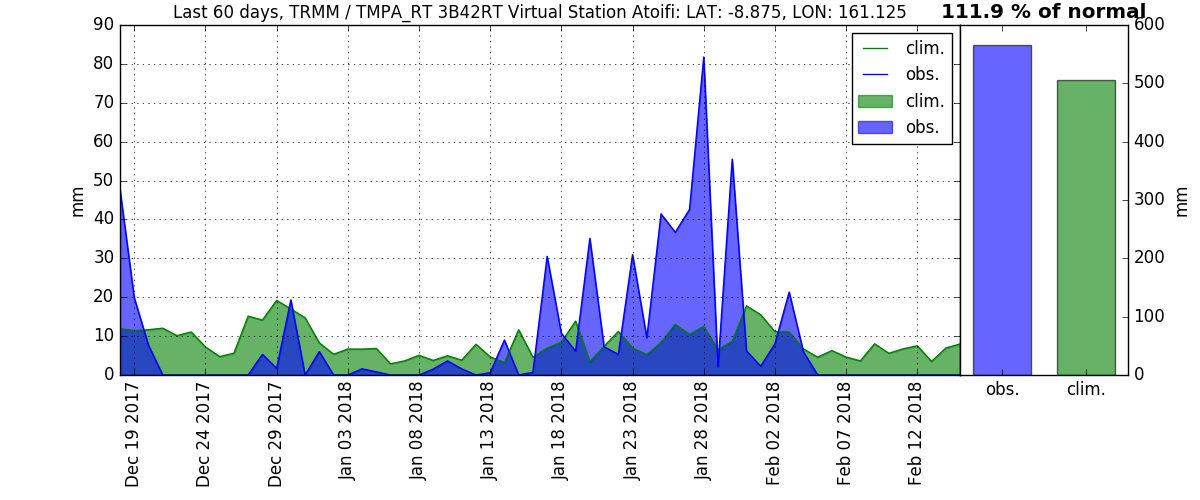 Last 60 days, TRMM / TMPA_RT 3B42RT Virtual Station Atoifi: LAT: -8.875, LON: 161.125
111.9 % of normal
90
80
70
60
50
40
30
20
10
0
mm
clim.
obs.
clim.
obs.
Dec 19 2017
Dec 24 2017
Dec 29 2017
Jan 03 2018
Jan 08 2018
Jan 13 2018
Jan 18 2018
Jan 23 2018
Jan 28 2018
Feb 02 2018
Feb 07 2018
Feb 12 2018
600
500
400
300
200
100
0
mm
obs.
clim.